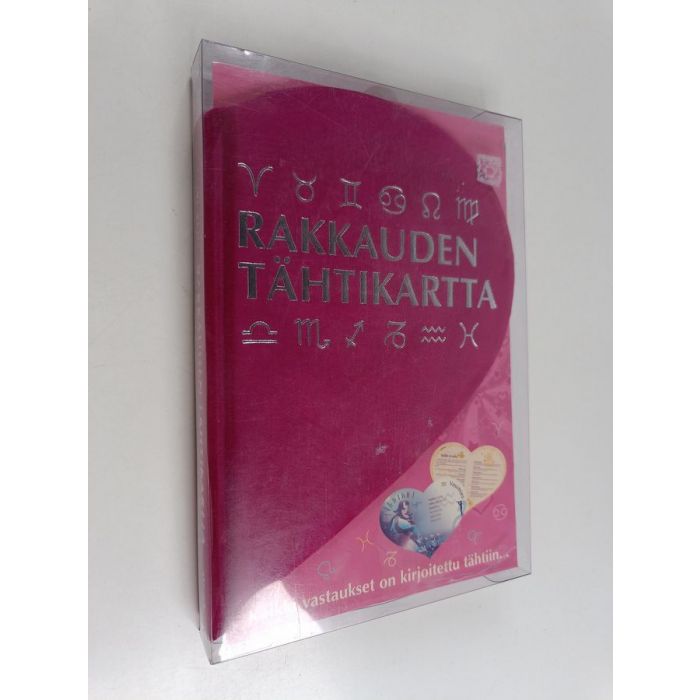 ♈ ♉ ♊ ♋ ♌ ♍
RAKKAUDEN
TÄHTIKARTTA
♎ ♏ ♐ ♑ ♒ ♓
vastaukset on kirjoitettu tähtiin...